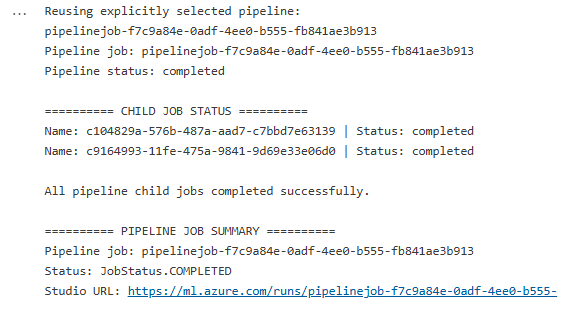 ... Reusing explicitly selected pipeline:
pipelinejob-f7c9a84e-0adf-4ee0-b555-fb841ae3b913
Pipeline job: pipelinejob-f7c9a84e-0adf-4ee0-b555-fb841ae3b913
Pipeline status: completed
========== CHILD JOB STATUS ==========
Name: c104829a-576b-487a-aad7-c7bbd7e63139 | Status: completed
Name: c9164993-11fe-475a-9841-9d69e33e06d0 | Status: completed
All pipeline child jobs completed successfully.
========== PIPELINE JOB SUMMARY ==========
Pipeline job: pipelinejob-f7c9a84e-0adf-4ee0-b555-fb841ae3b913
Status: JobStatus.COMPLETED
Studio URL: https://ml.azure.com/runs/pipelinejob-f7c9a84e-0adf-4ee0-b555-